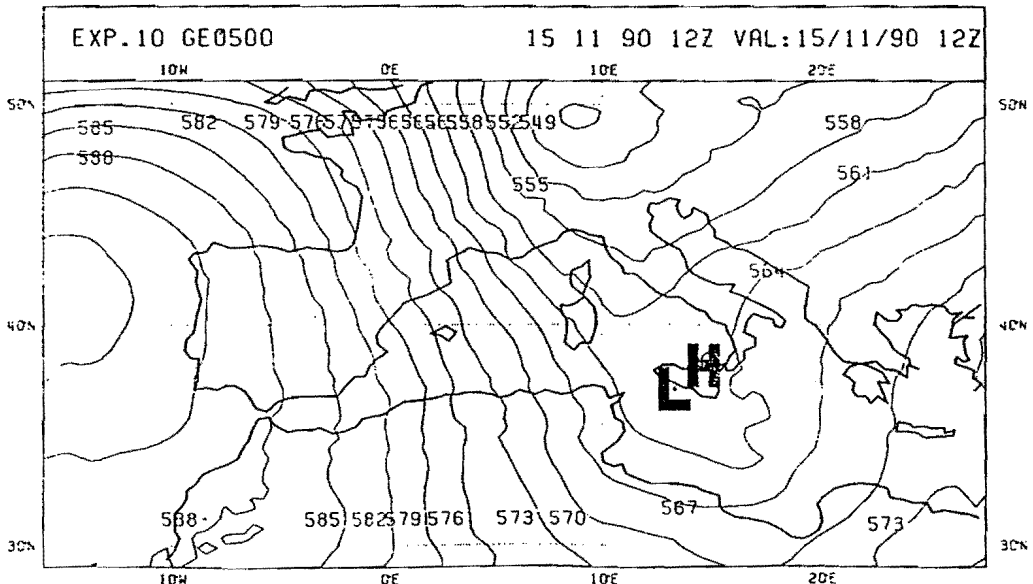 EXP.10 GEO500 15 11 90 12Z VAL:15/11/90 12Z
10W 0E 10E 20E
50N 50N
585 582 579 576 558 552 549 558
588 555 561
564
40N 40N
H
L
567
588 585 582 579 576 573 570 573
30N 30N
10W 0E 10E 20E